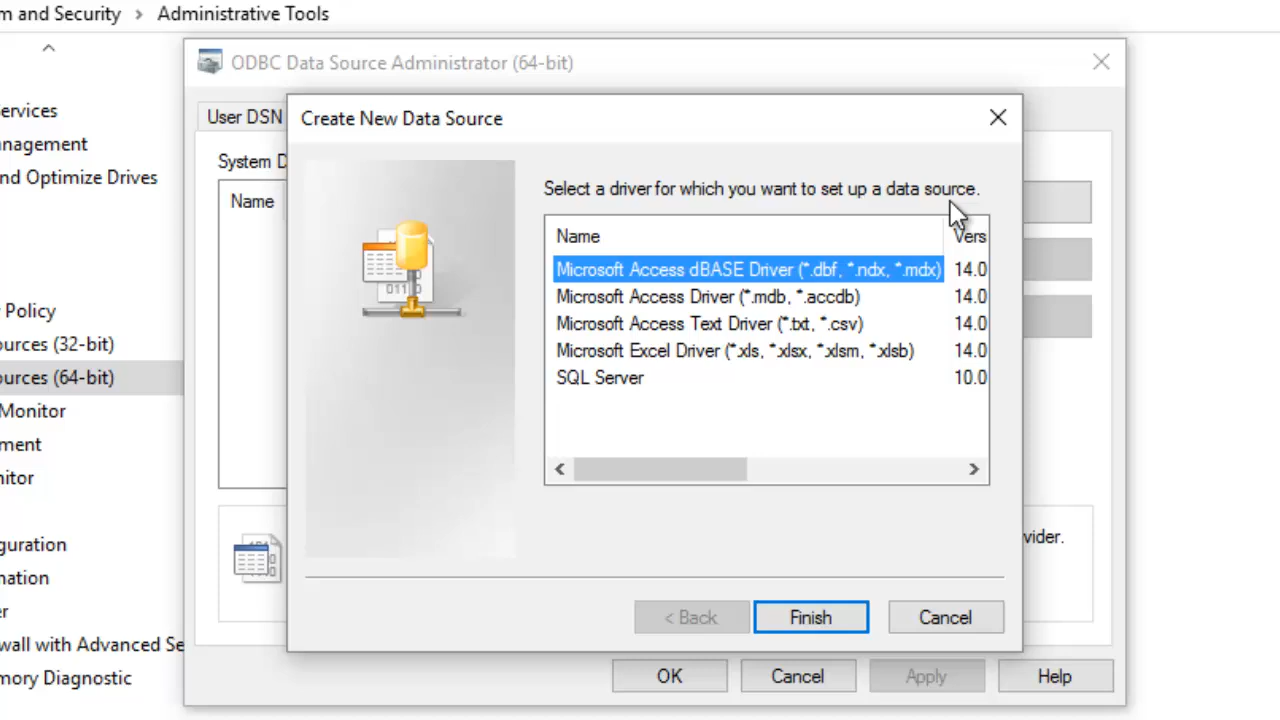 m and Security > Administrative Tools
ODBC Data Source Administrator (64-bit)
ervices
anagement
nd Optimize Drives
Policy
ources (32-bit)
ources (64-bit)
Monitor
ment
nitor
guration
nation
er
wall with Advanced Se
mory Diagnostic
User DSN
System D
Name
Create New Data Source
Select a driver for which you want to set up a data source.
Name Vers
Microsoft Access dBASE Driver (*.dbf, *.ndx, *.mdx) 14.0
Microsoft Access Driver (*.mdb, *.accdb) 14.0
Microsoft Access Text Driver (*.txt, *.csv) 14.0
Microsoft Excel Driver (*.xls, *.xlsx, *.xlsm, *.xlsb) 14.0
SQL Server 10.0
< Back Finish Cancel
vider.
OK Cancel Apply Help